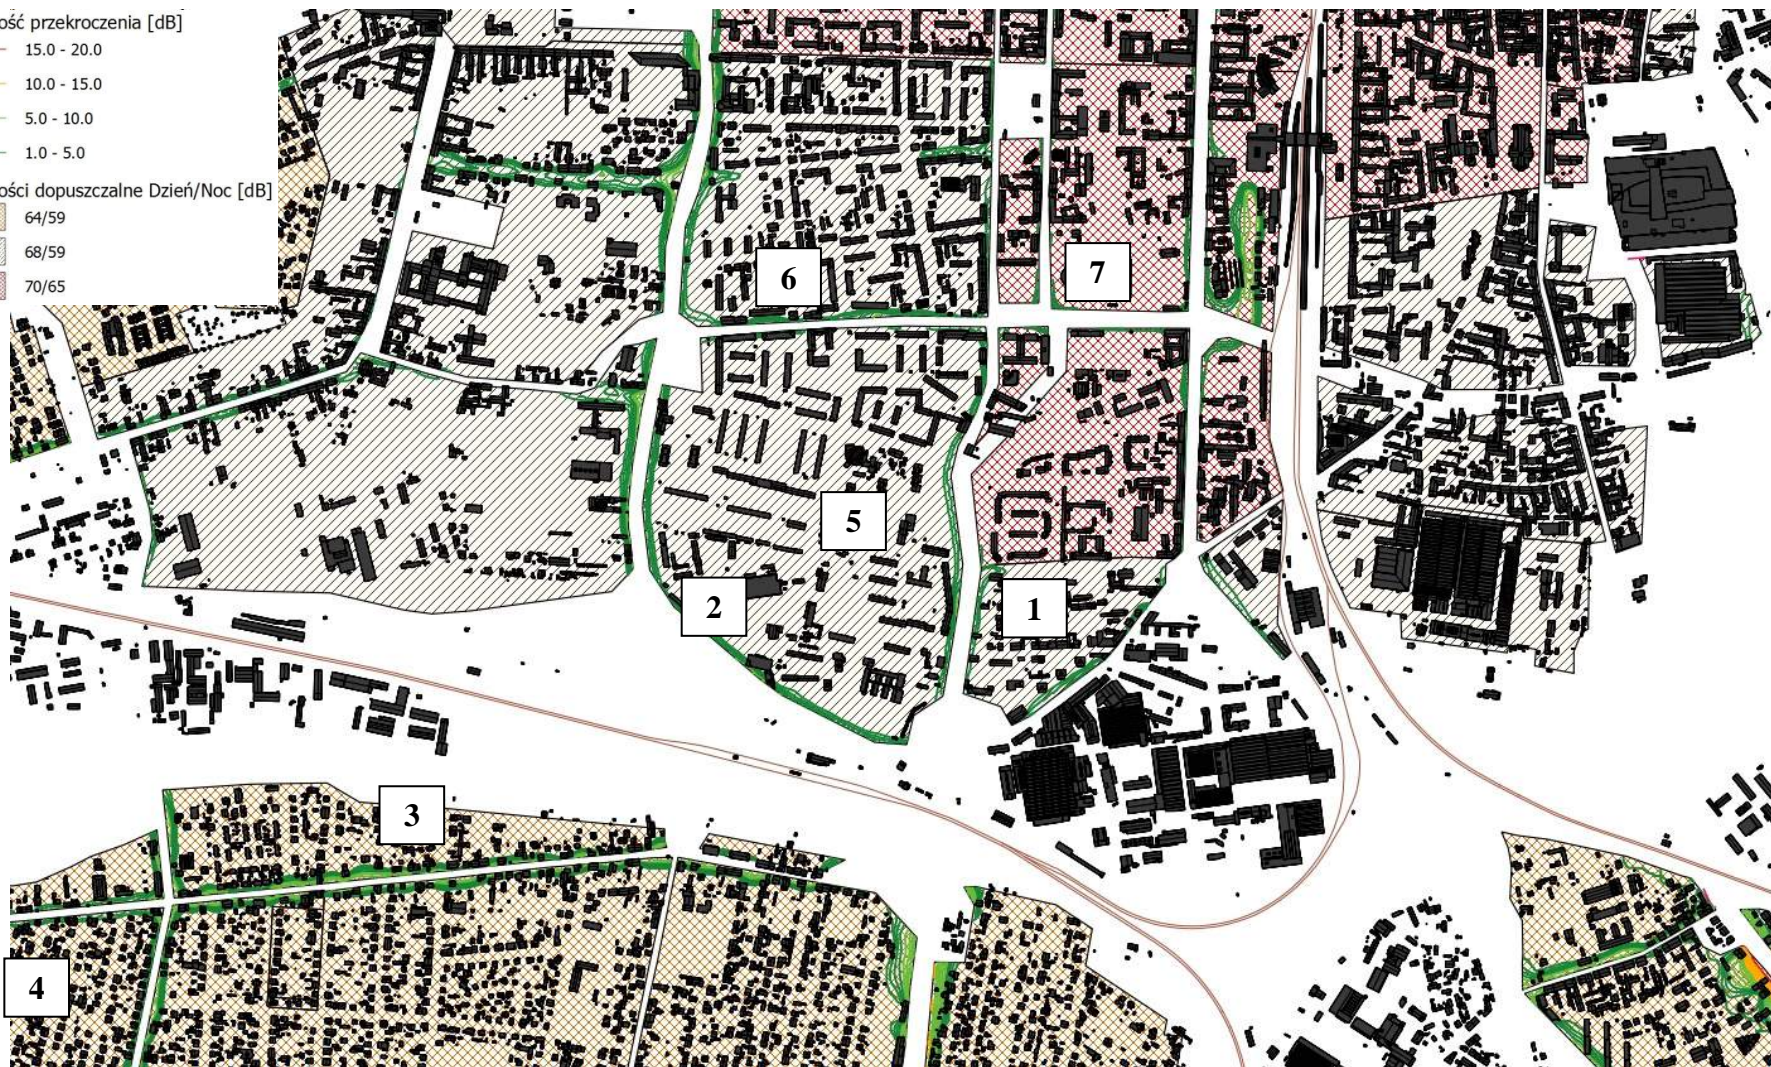 ość przekroczenia [dB]
15.0 - 20.0
10.0 - 15.0
5.0 - 10.0
1.0 - 5.0
ości dopuszczalne Dzień/Noc [dB]
64/59
68/59
70/65
6
7
5
2
1
3
4